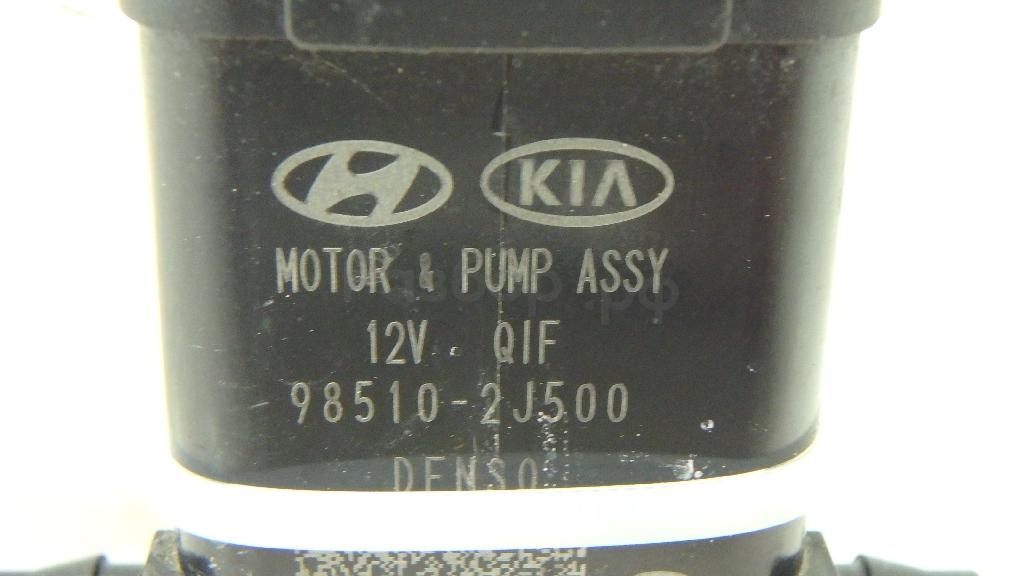 KIA
MOTOR & PUMP ASSY
12V QIF
98510-2J500
DENSO